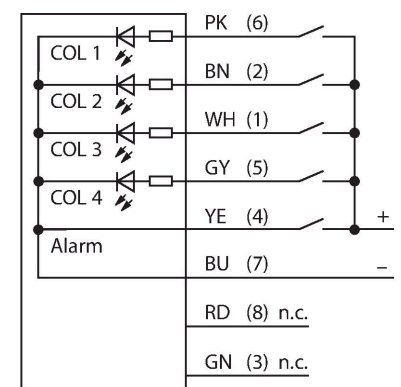 PK (6)
COL 1
BN (2)
COL 2
WH (1)
COL 3
GY (5)
COL 4
YE (4) +
Alarm
BU (7) –
RD (8) n.c.
GN (3) n.c.